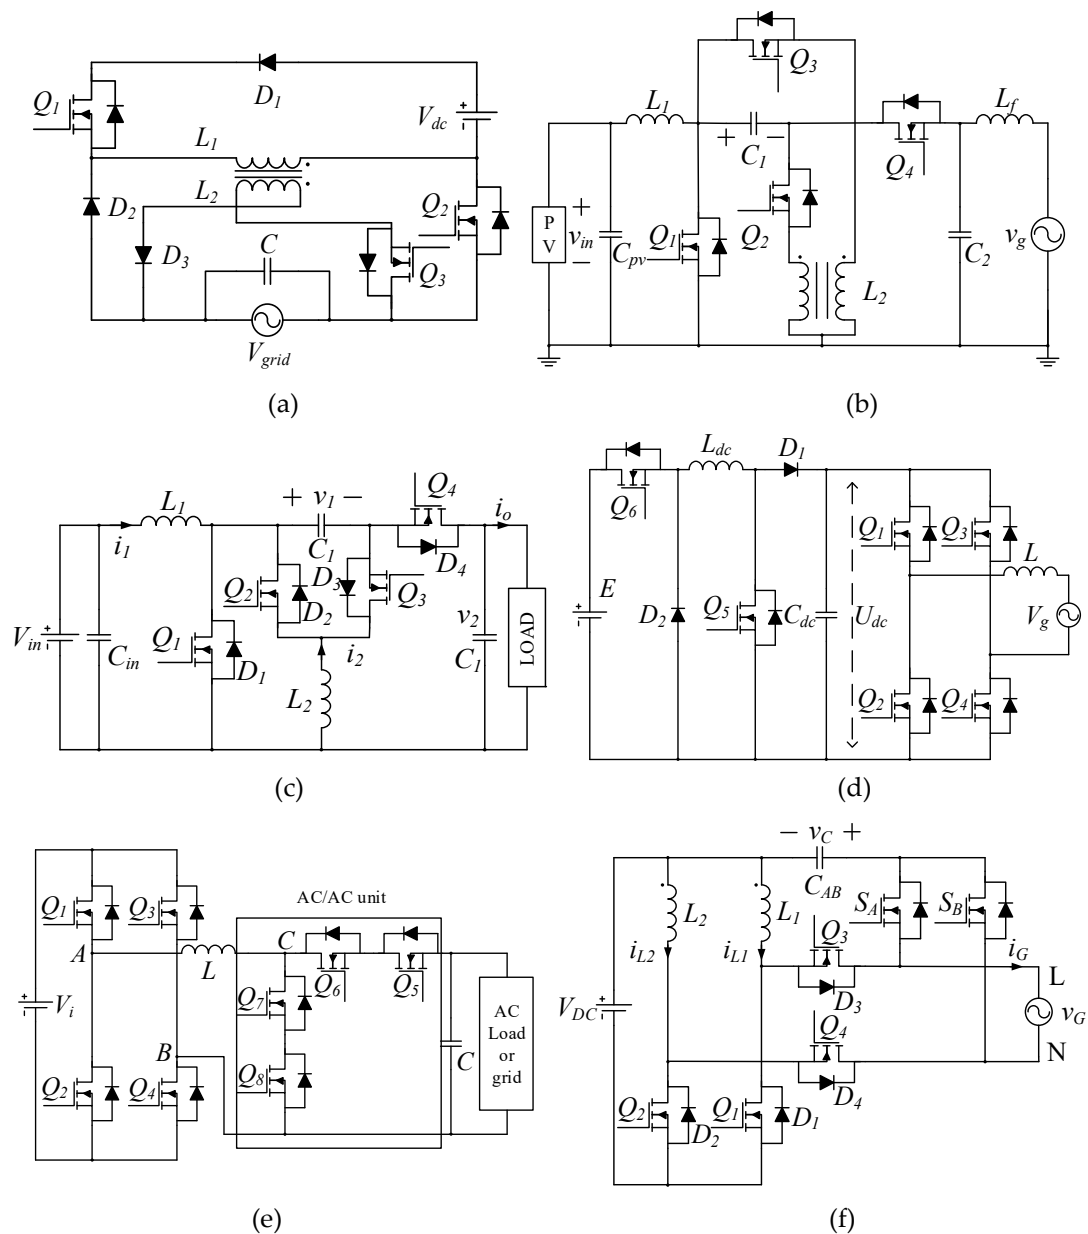 Q1
D1
Vdc
L1
L2
D2
Q2
D3
C
Q3
Vgrid
(a)
Q3
L1
Lf
C1
Q4
P
V
vin
Cpv
Q1
Q2
L2
C2
vg
(b)
+ v1 −
Q4
L1
io
i1
C1
D4
Q2
D3
D2
Q3
Vin
Cin
Q1
D1
i2
L2
v2
C1
LOAD
(c)
Ldc
D1
Q6
Q1
Q3
L
E
D2
Q5
Cdc
Udc
Vg
Q2
Q4
(d)
AC/AC unit
Q1
Q3
A
C
L
Q6
Q5
Vi
Q7
B
Q2
Q4
Q8
C
AC
Load
or
grid
(e)
− vC +
CAB
L2
L1
SA
SB
Q3
iL2
iL1
iG
L
D3
VDC
Q4
vG
N
D4
Q2
Q1
D2
D1
(f)